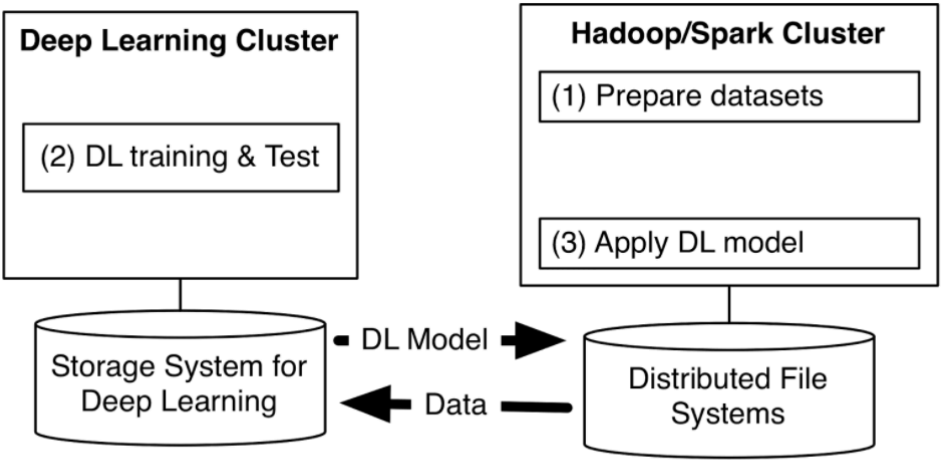 Deep Learning Cluster
(2) DL training & Test
Storage System for
Deep Learning
Hadoop/Spark Cluster
(1) Prepare datasets
(3) Apply DL model
DL Model
Data
Distributed File
Systems